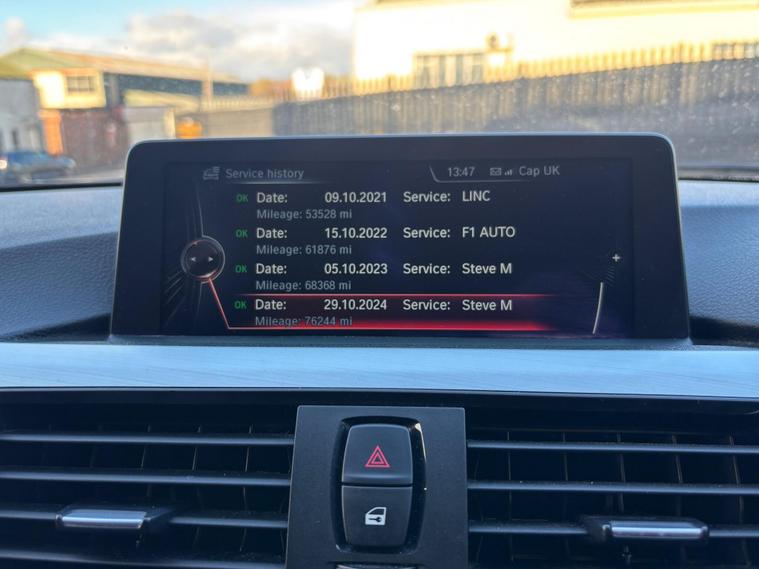 Service history 13:47 Cap UK
OK Date: 09.10.2021 Service: LINC
Mileage: 53528 mi
OK Date: 15.10.2022 Service: F1 AUTO
Mileage: 61876 mi
OK Date: 05.10.2023 Service: Steve M
Mileage: 68368 mi
OK Date: 29.10.2024 Service: Steve M
Mileage: 76244 mi